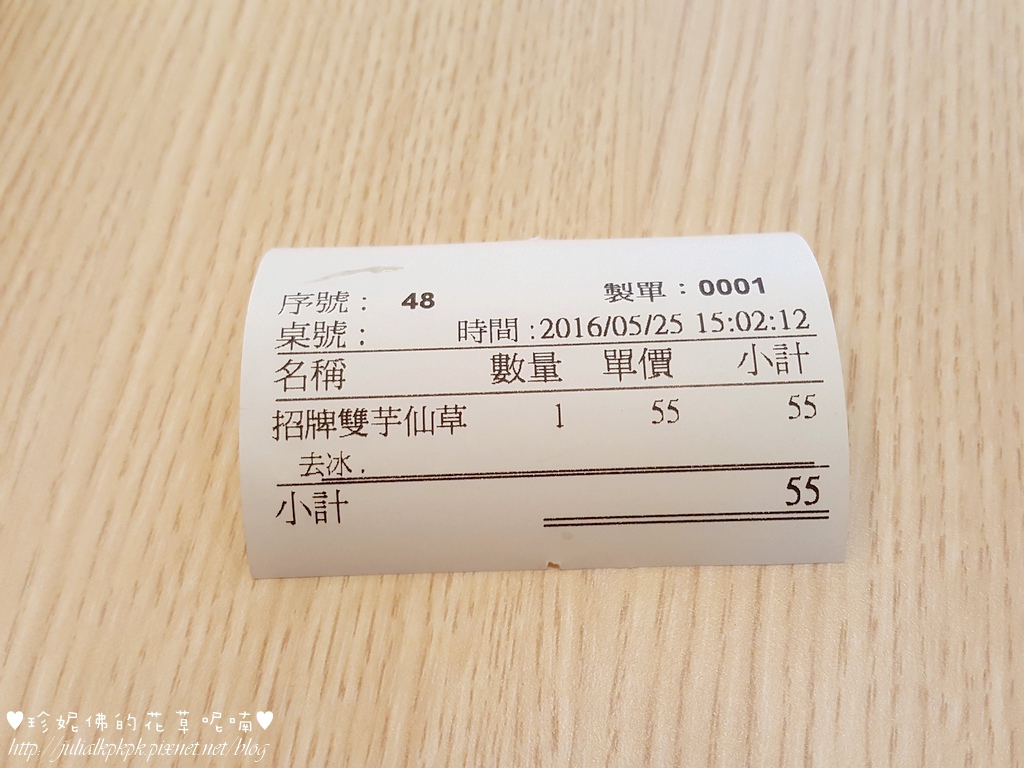 序號： 48 製單：0001
桌號： 時間:2016/05/25 15:02:12
名稱 數量 單價 小計
招牌雙芋仙草 1 55 55
去冰.
小計 55
♥珍妮佛的花草呢喃♥
http://julialkpkpk.pixnet.net/blog